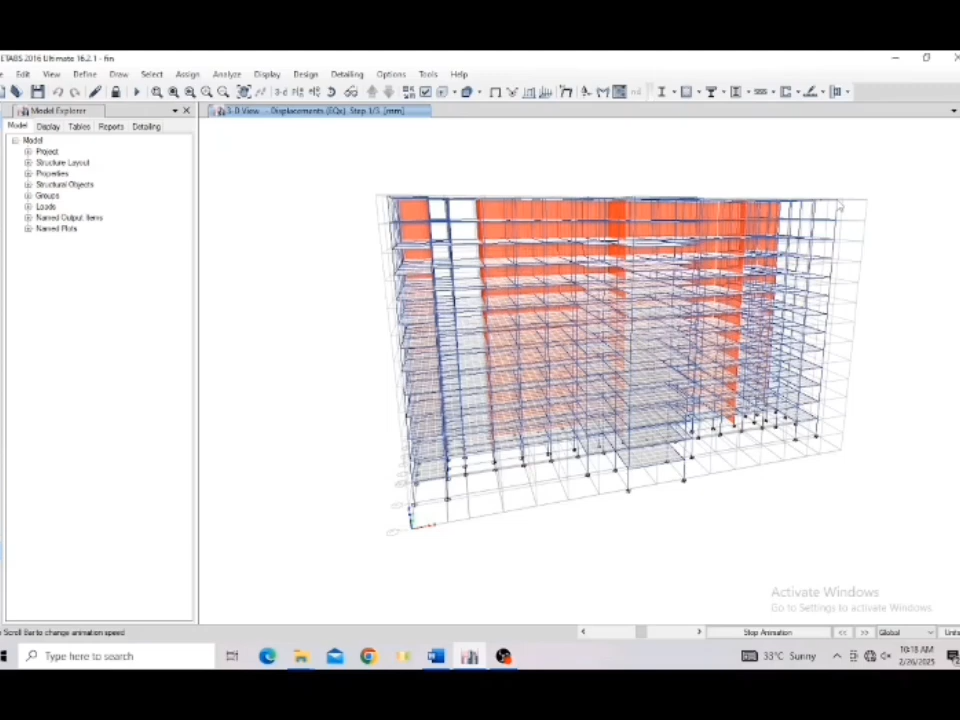 ETABS 2016 Ultimate 16.2.1 - fin
Edit View Define Draw Select Assign Analyze Display Design Detailing Options Tools Help
Model Explorer
3-D View - Displacements (EQx) Step 1/3 [mm]
Model Display Tables Reports Detailing
Model
Project
Structure Layout
Properties
Structural Objects
Groups
Loads
Named Output Items
Named Plots
Activate Windows
Go to Settings to activate Windows.
Scroll Bar to change animation speed
Stop Animation
<<
>>
Global
Units
Type here to search
33°C Sunny
10:18 AM
2/26/2025